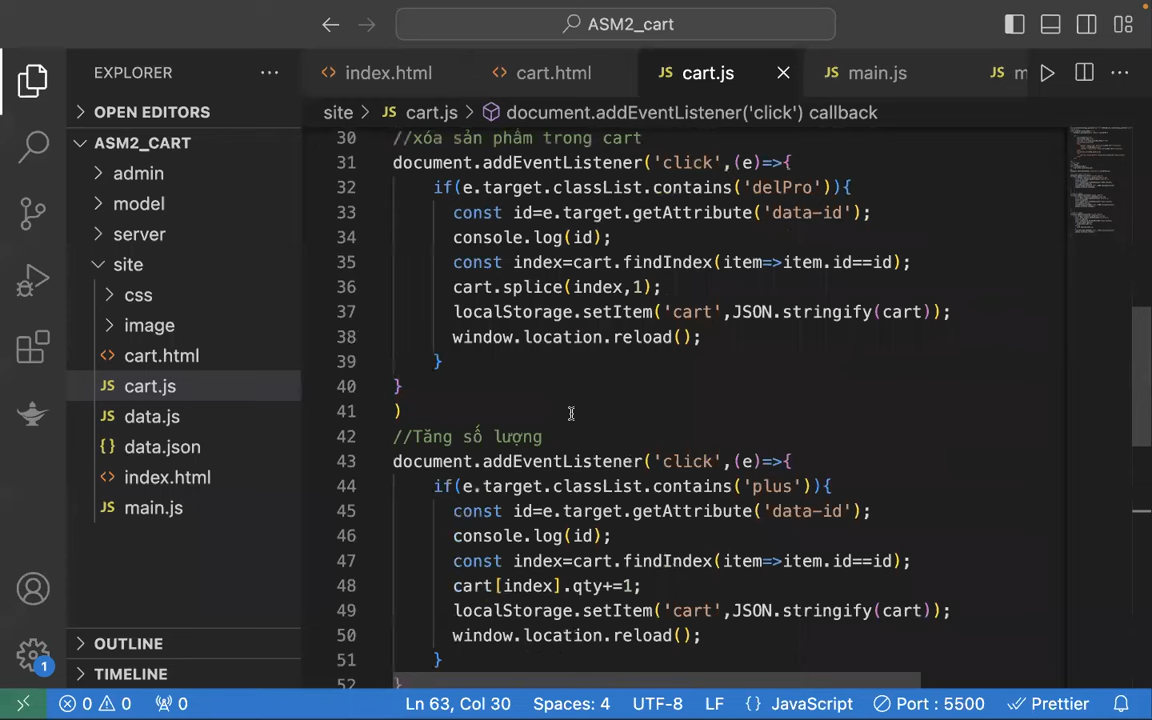 ASM2_cart
EXPLORER
index.html
cart.html
JS cart.js
JS main.js
JS m
OPEN EDITORS
site > JS cart.js > document.addEventListener('click') callback
ASM2_CART
admin
model
server
site
css
image
cart.html
JS cart.js
JS data.js
{} data.json
index.html
JS main.js
OUTLINE
TIMELINE
1
30 //xóa sản phẩm trong cart
31 document.addEventListener('click',(e)=>{
32 if(e.target.classList.contains('delPro')){
33 const id=e.target.getAttribute('data-id');
34 console.log(id);
35 const index=cart.findIndex(item=>item.id==id);
36 cart.splice(index,1);
37 localStorage.setItem('cart',JSON.stringify(cart));
38 window.location.reload();
39 }
40 }
41 )
42 //Tăng số lượng
43 document.addEventListener('click',(e)=>{
44 if(e.target.classList.contains('plus')){
45 const id=e.target.getAttribute('data-id');
46 console.log(id);
47 const index=cart.findIndex(item=>item.id==id);
48 cart[index].qty+=1;
49 localStorage.setItem('cart',JSON.stringify(cart));
50 window.location.reload();
51 }
52 }
0 0 0 Ln 63, Col 30 Spaces: 4 UTF-8 LF {} JavaScript Port : 5500 Prettier